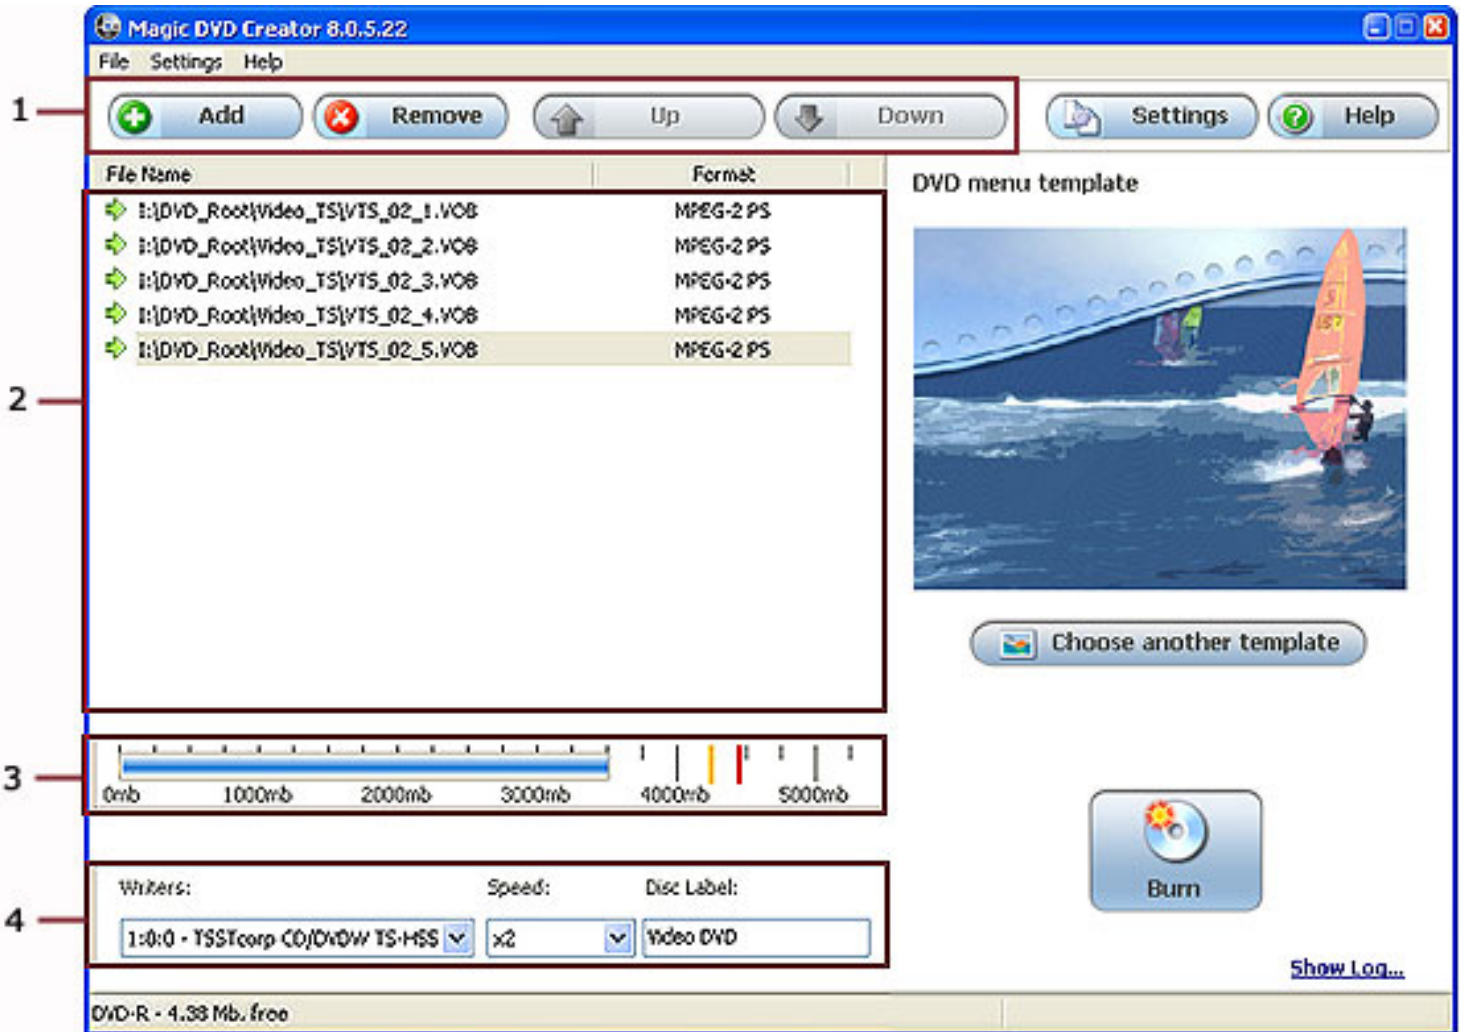 Magic DVD Creator 8.0.5.22
File Settings Help
1
Add Remove Up Down Settings Help
File Name Format
DVD menu template
I:\DVD_Root\Video_TS\VTS_02_1.VOB MPEG-2 PS
I:\DVD_Root\Video_TS\VTS_02_2.VOB MPEG-2 PS
I:\DVD_Root\Video_TS\VTS_02_3.VOB MPEG-2 PS
I:\DVD_Root\Video_TS\VTS_02_4.VOB MPEG-2 PS
I:\DVD_Root\Video_TS\VTS_02_5.VOB MPEG-2 PS
2
Choose another template
3
0mb 1000mb 2000mb 3000mb 4000mb 5000mb
Burn
4
Writers: Speed: Disc Label:
1:0:0 - TSSTcorp CD/DVDW TS-H55 x2 Video DVD
Show Log...
DVD-R - 4.38 Mb. free